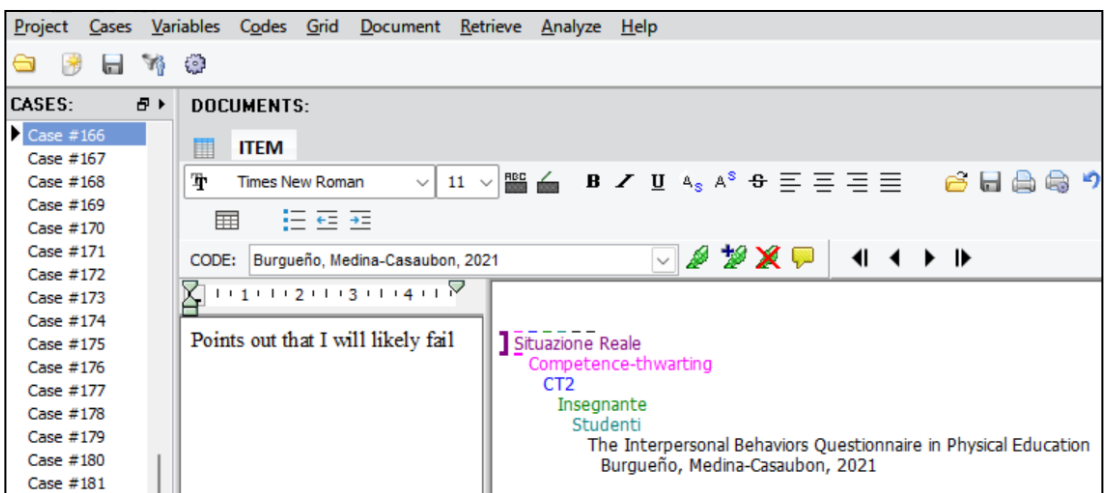 Project Cases Variables Codes Grid Document Retrieve Analyze Help
CASES:
DOCUMENTS:
Case #166
Case #167
Case #168
Case #169
Case #170
Case #171
Case #172
Case #173
Case #174
Case #175
Case #176
Case #177
Case #178
Case #179
Case #180
Case #181
ITEM
Times New Roman 11 ABC B I U A S A S S
CODE: Burgueño, Medina-Casaubon, 2021
1 2 3 4
Points out that I will likely fail
Situazione Reale
Competence-thwarting
CT2
Insegnante
Studenti
The Interpersonal Behaviors Questionnaire in Physical Education
Burgueño, Medina-Casaubon, 2021